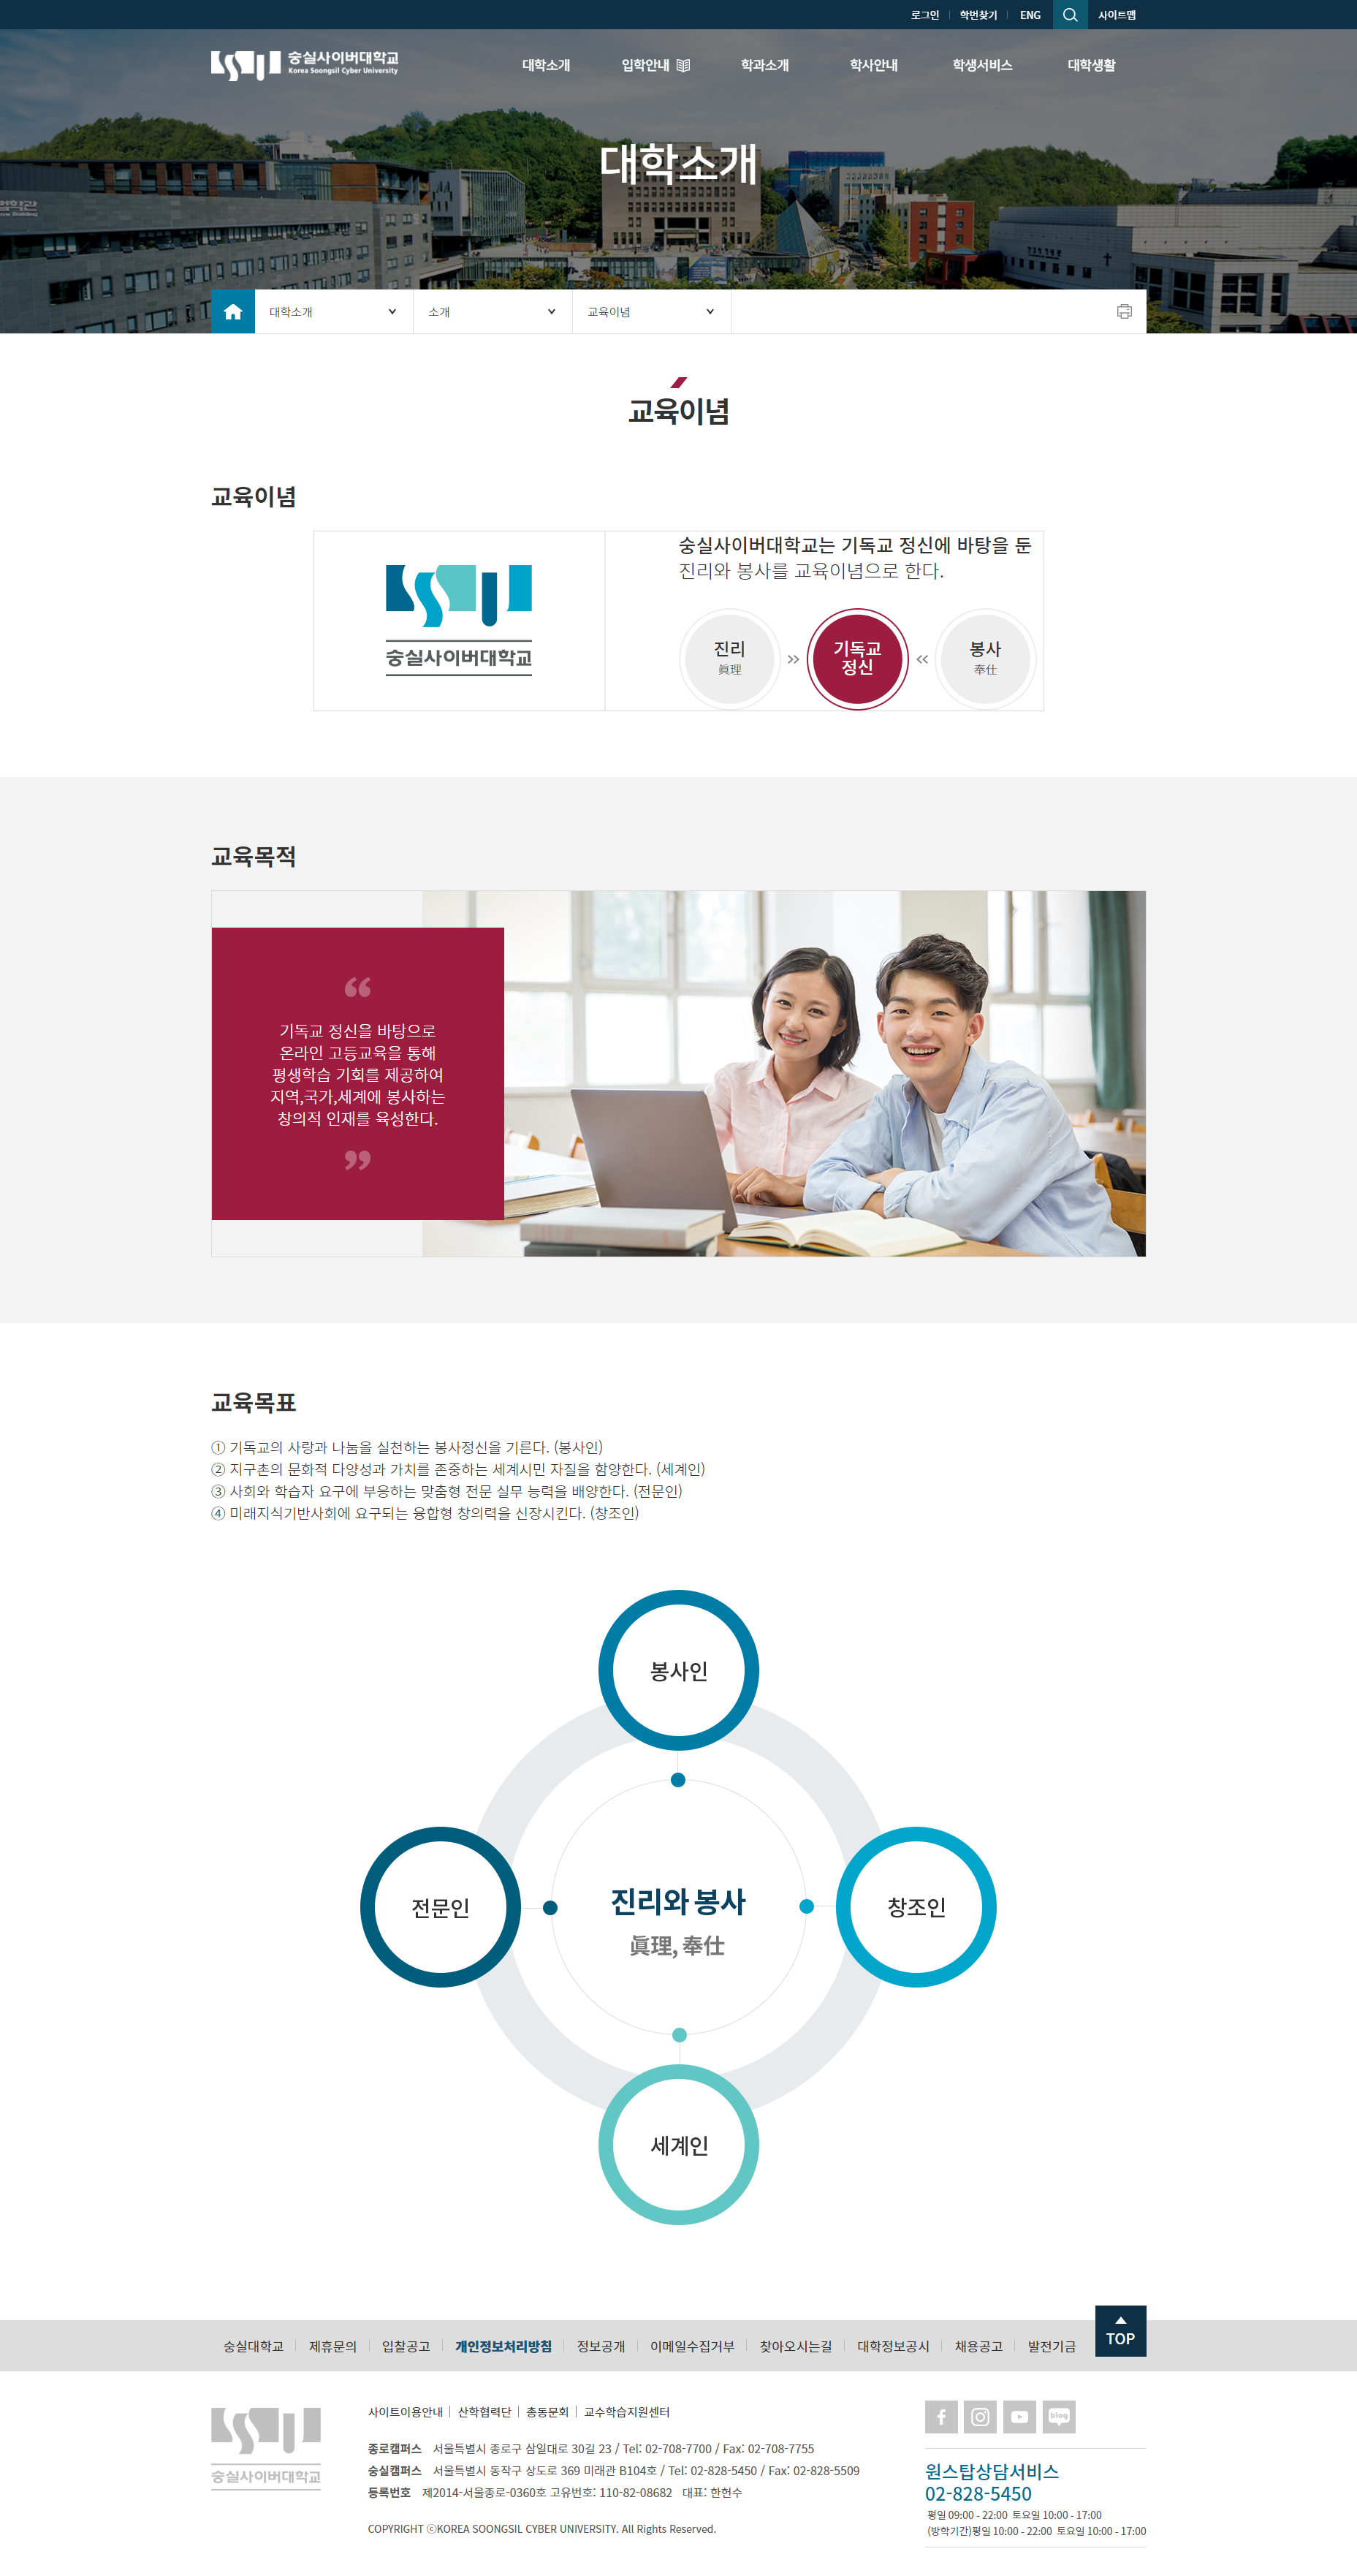 로그인 학번찾기 ENG 사이트맵
숭실사이버대학교
Korea Soongsil Cyber University
대학소개 입학안내 학과소개 학사안내 학생서비스 대학생활
대학소개
대학소개 소개 교육이념
교육이념
교육이념
숭실사이버대학교
숭실사이버대학교는 기독교 정신에 바탕을 둔
진리와 봉사를 교육이념으로 한다.
진리
眞理
기독교
정신
봉사
奉仕
교육목적
기독교 정신을 바탕으로
온라인 고등교육을 통해
평생학습 기회를 제공하여
지역,국가,세계에 봉사하는
창의적 인재를 육성한다.
교육목표
① 기독교의 사랑과 나눔을 실천하는 봉사정신을 기른다. (봉사인)
② 지구촌의 문화적 다양성과 가치를 존중하는 세계시민 자질을 함양한다. (세계인)
③ 사회와 학습자 요구에 부응하는 맞춤형 전문 실무 능력을 배양한다. (전문인)
④ 미래지식기반사회에 요구되는 융합형 창의력을 신장시킨다. (창조인)
봉사인
전문인
진리와 봉사
眞理, 奉仕
창조인
세계인
숭실대학교 제휴문의 입찰공고 개인정보처리방침 정보공개 이메일수집거부 찾아오시는길 대학정보공시 채용공고 발전기금
TOP
숭실사이버대학교
사이트이용안내 산학협력단 총동문회 교수학습지원센터
종로캠퍼스 서울특별시 종로구 삼일대로 30길 23 / Tel: 02-708-7700 / Fax: 02-708-7755
숭실캠퍼스 서울특별시 동작구 상도로 369 미래관 B104호 / Tel: 02-828-5450 / Fax: 02-828-5509
등록번호 제2014-서울종로-0360호 고유번호: 110-82-08682 대표: 한헌수
COPYRIGHT ⓒKOREA SOONGSIL CYBER UNIVERSITY. All Rights Reserved.
blog
원스탑상담서비스
02-828-5450
평일 09:00 - 22:00 토요일 10:00 - 17:00
(방학기간)평일 10:00 - 22:00 토요일 10:00 - 17:00